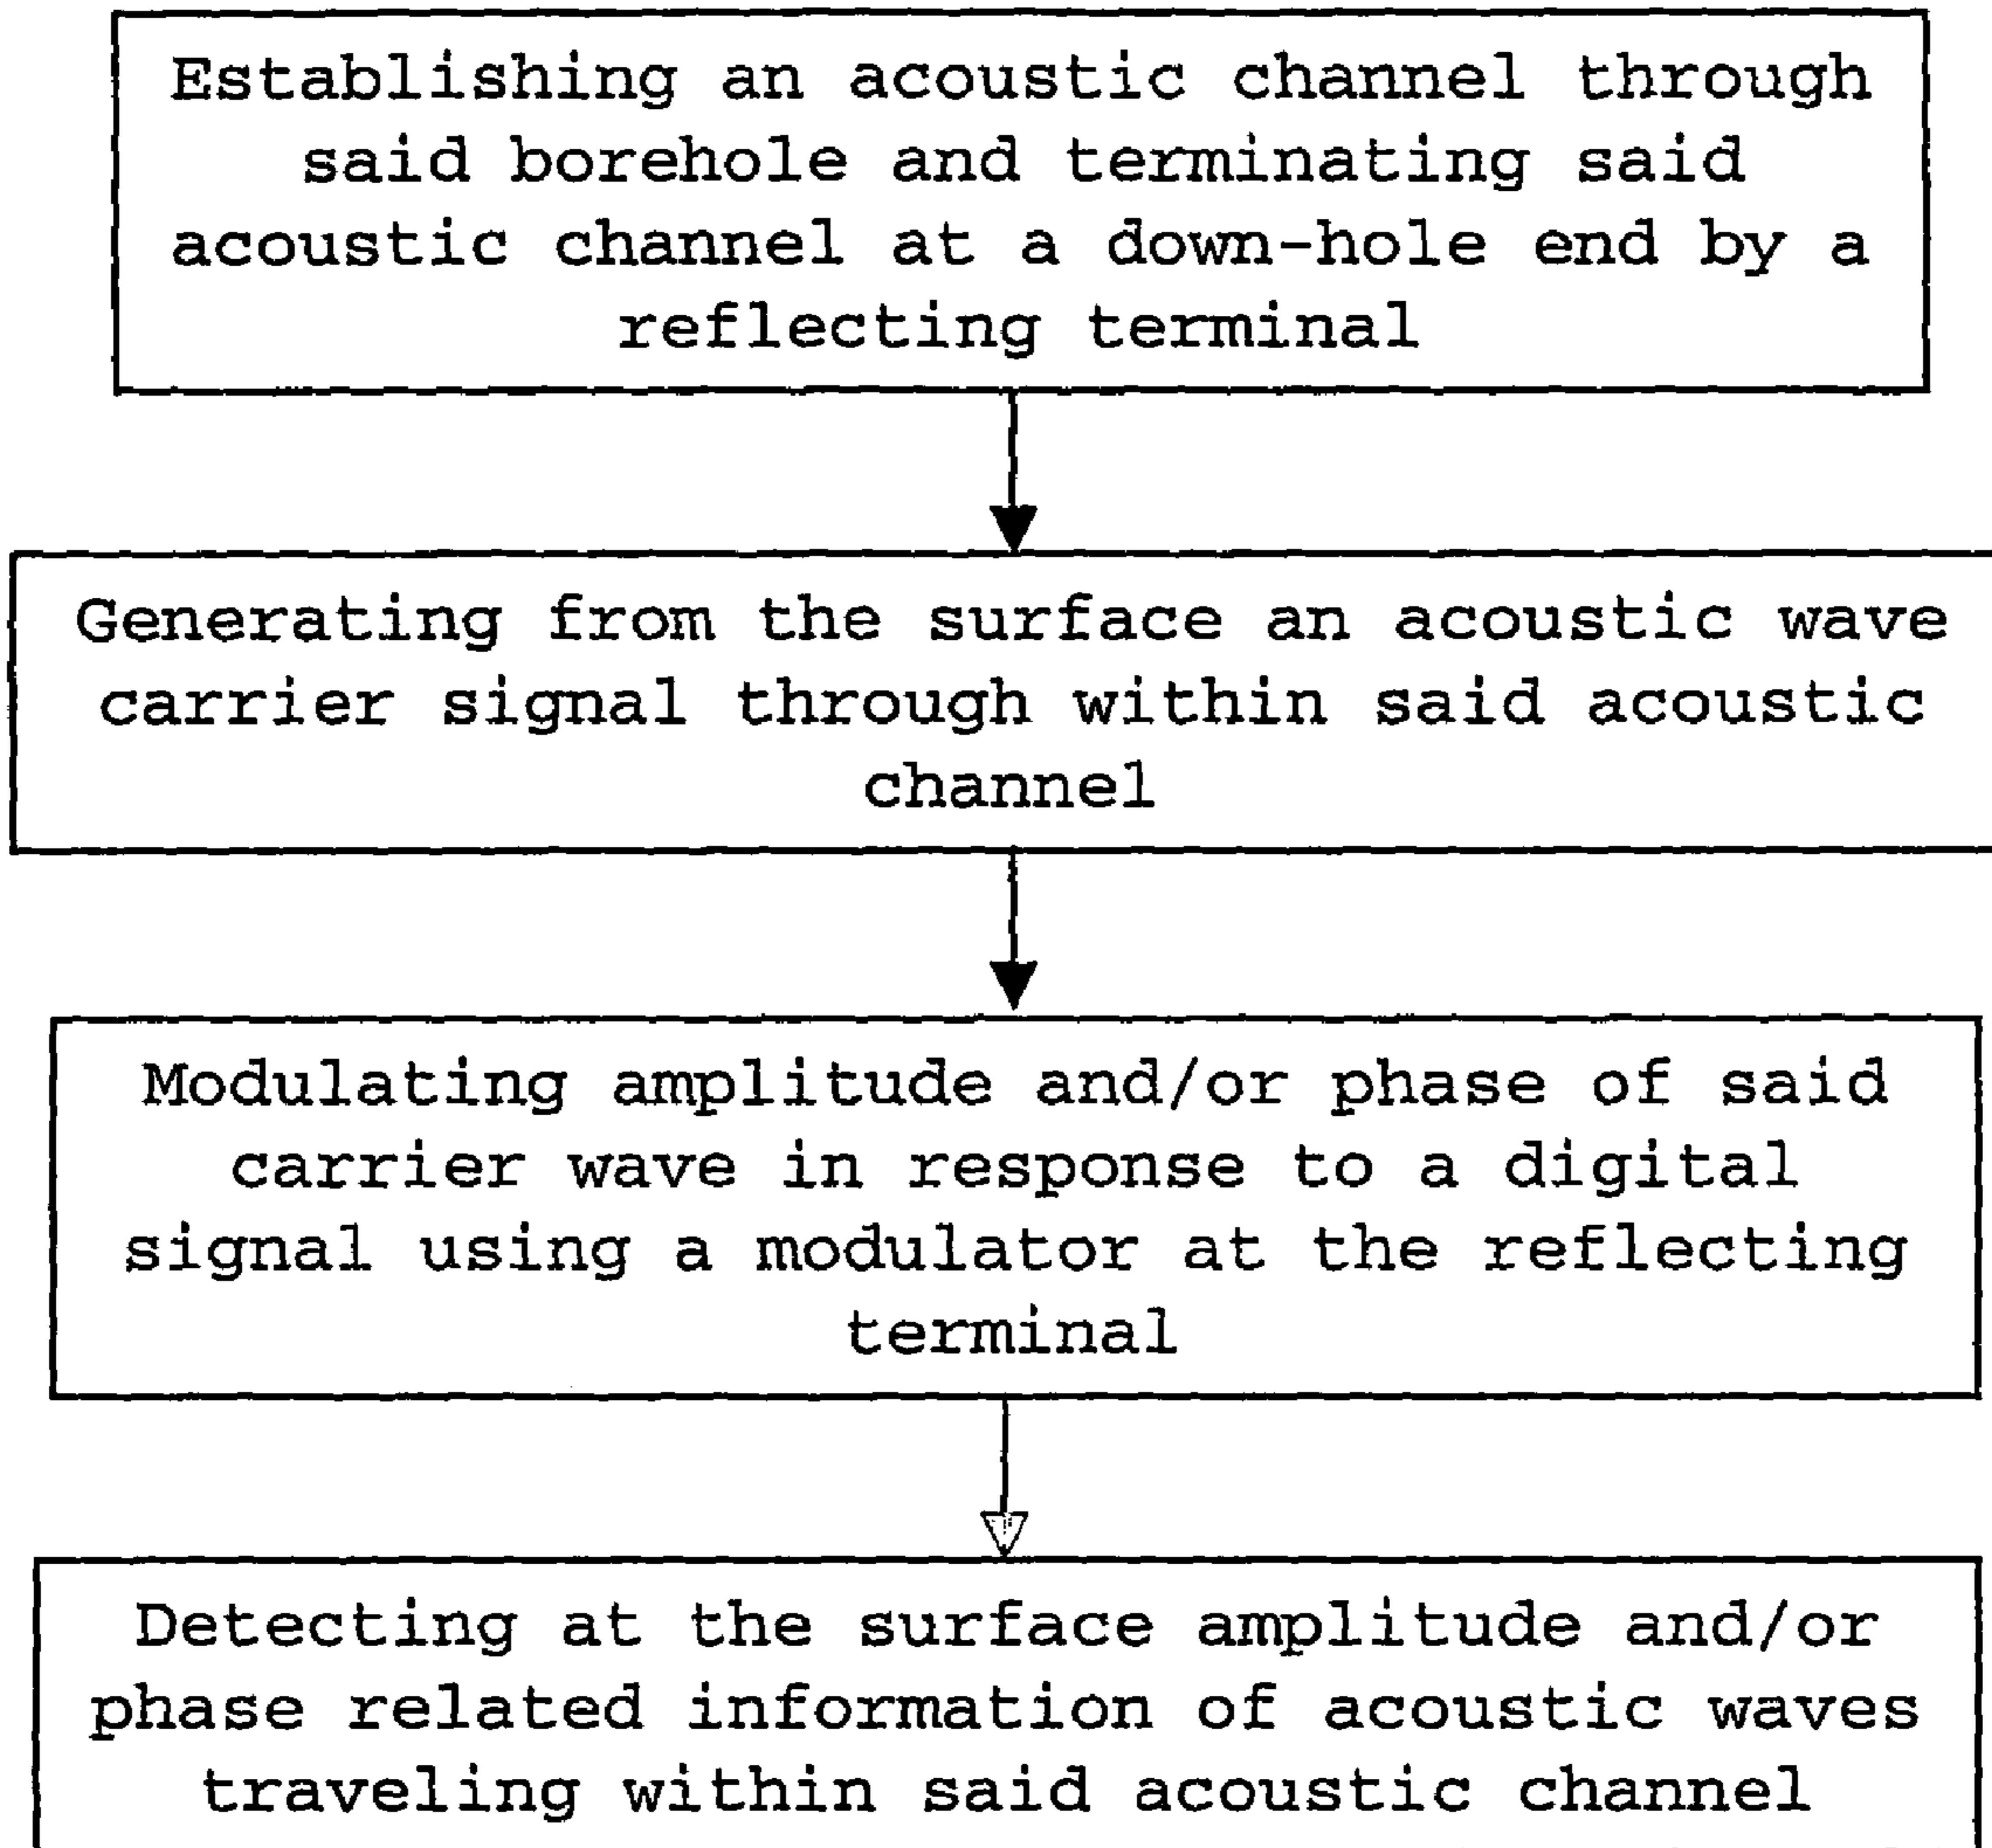 Establishing an acoustic channel through
said borehole and terminating said
acoustic channel at a down-hole end by a
reflecting terminal
Generating from the surface an acoustic wave
carrier signal through within said acoustic
channel
Modulating amplitude and/or phase of said
carrier wave in response to a digital
signal using a modulator at the reflecting
terminal
Detecting at the surface amplitude and/or
phase related information of acoustic waves
traveling within said acoustic channel